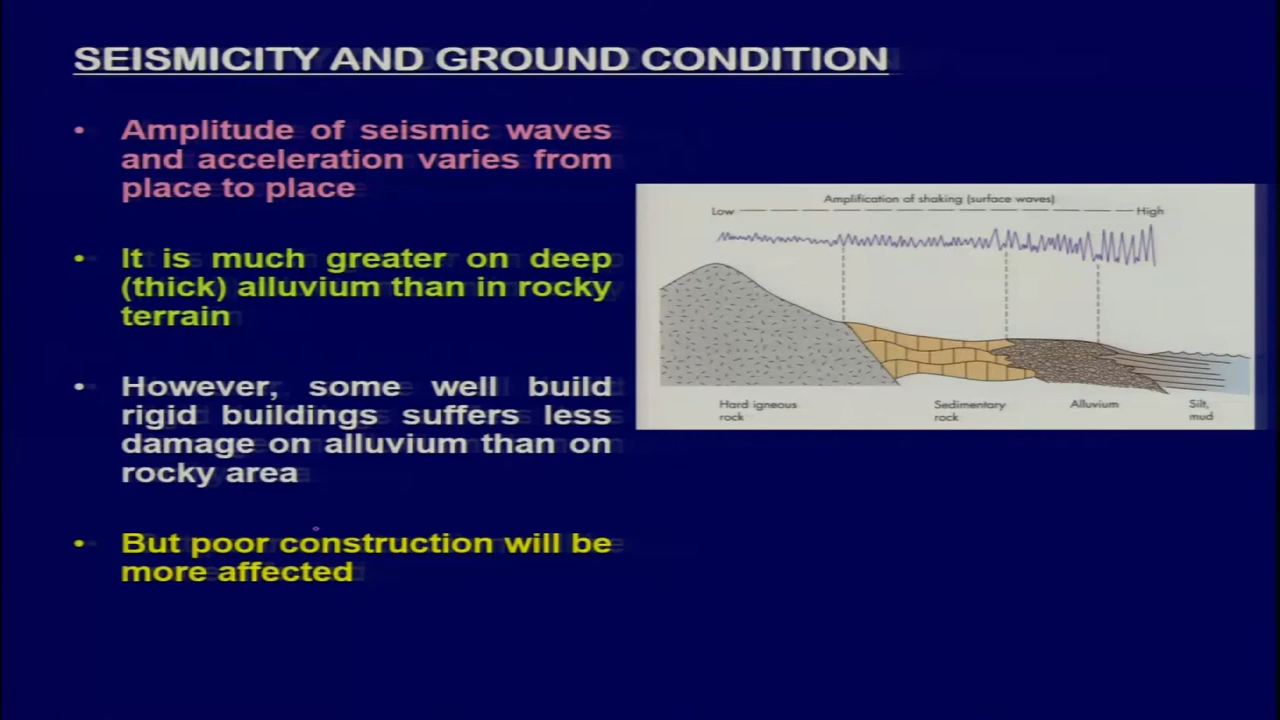 SEISMICITY AND GROUND CONDITION
• Amplitude of seismic waves
and acceleration varies from
place to place
• It is much greater on deep
(thick) alluvium than in rocky
terrain
• However, some well build
rigid buildings suffers less
damage on alluvium than on
rocky area
• But poor construction will be
more affected
Amplification of shaking (surface waves)
Low High
Hard igneous
rock
Sedimentary
rock
Alluvium
Silt,
mud